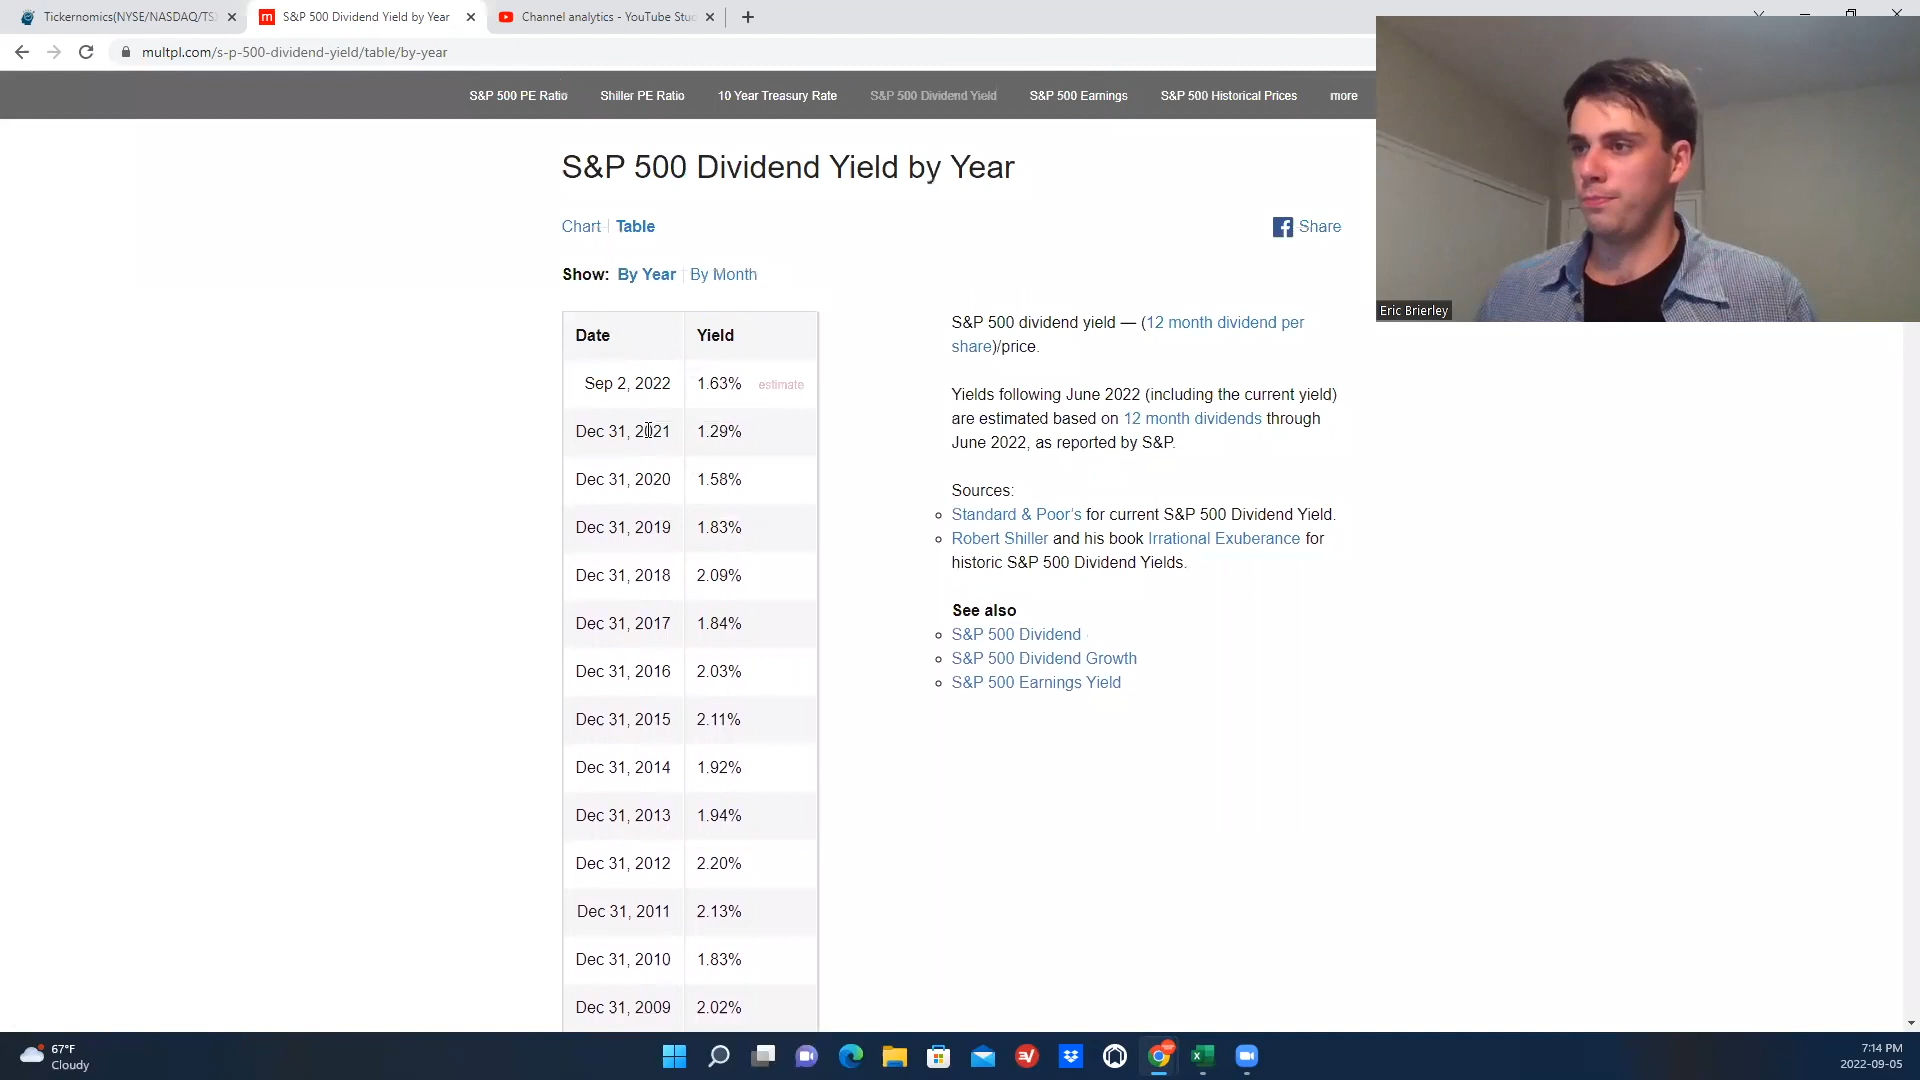 Tickernomics(NYSE/NASDAQ/TS
S&P 500 Dividend Yield by Year
Channel analytics - YouTube Stu
multpl.com/s-p-500-dividend-yield/table/by-year
S&P 500 PE Ratio
Shiller PE Ratio
10 Year Treasury Rate
S&P 500 Dividend Yield
S&P 500 Earnings
S&P 500 Historical Prices
more
S&P 500 Dividend Yield by Year
Chart
Table
Share
Show: By Year By Month
Eric Brierley
Date Yield
Sep 2, 2022 1.63% estimate
Dec 31, 2021 1.29%
Dec 31, 2020 1.58%
Dec 31, 2019 1.83%
Dec 31, 2018 2.09%
Dec 31, 2017 1.84%
Dec 31, 2016 2.03%
Dec 31, 2015 2.11%
Dec 31, 2014 1.92%
Dec 31, 2013 1.94%
Dec 31, 2012 2.20%
Dec 31, 2011 2.13%
Dec 31, 2010 1.83%
Dec 31, 2009 2.02%
S&P 500 dividend yield — (12 month dividend per
share)/price.
Yields following June 2022 (including the current yield)
are estimated based on 12 month dividends through
June 2022, as reported by S&P.
Sources:
Standard & Poor's for current S&P 500 Dividend Yield.
Robert Shiller and his book Irrational Exuberance for
historic S&P 500 Dividend Yields.
See also
S&P 500 Dividend
S&P 500 Dividend Growth
S&P 500 Earnings Yield
67°F
Cloudy
7:14 PM
2022-09-05